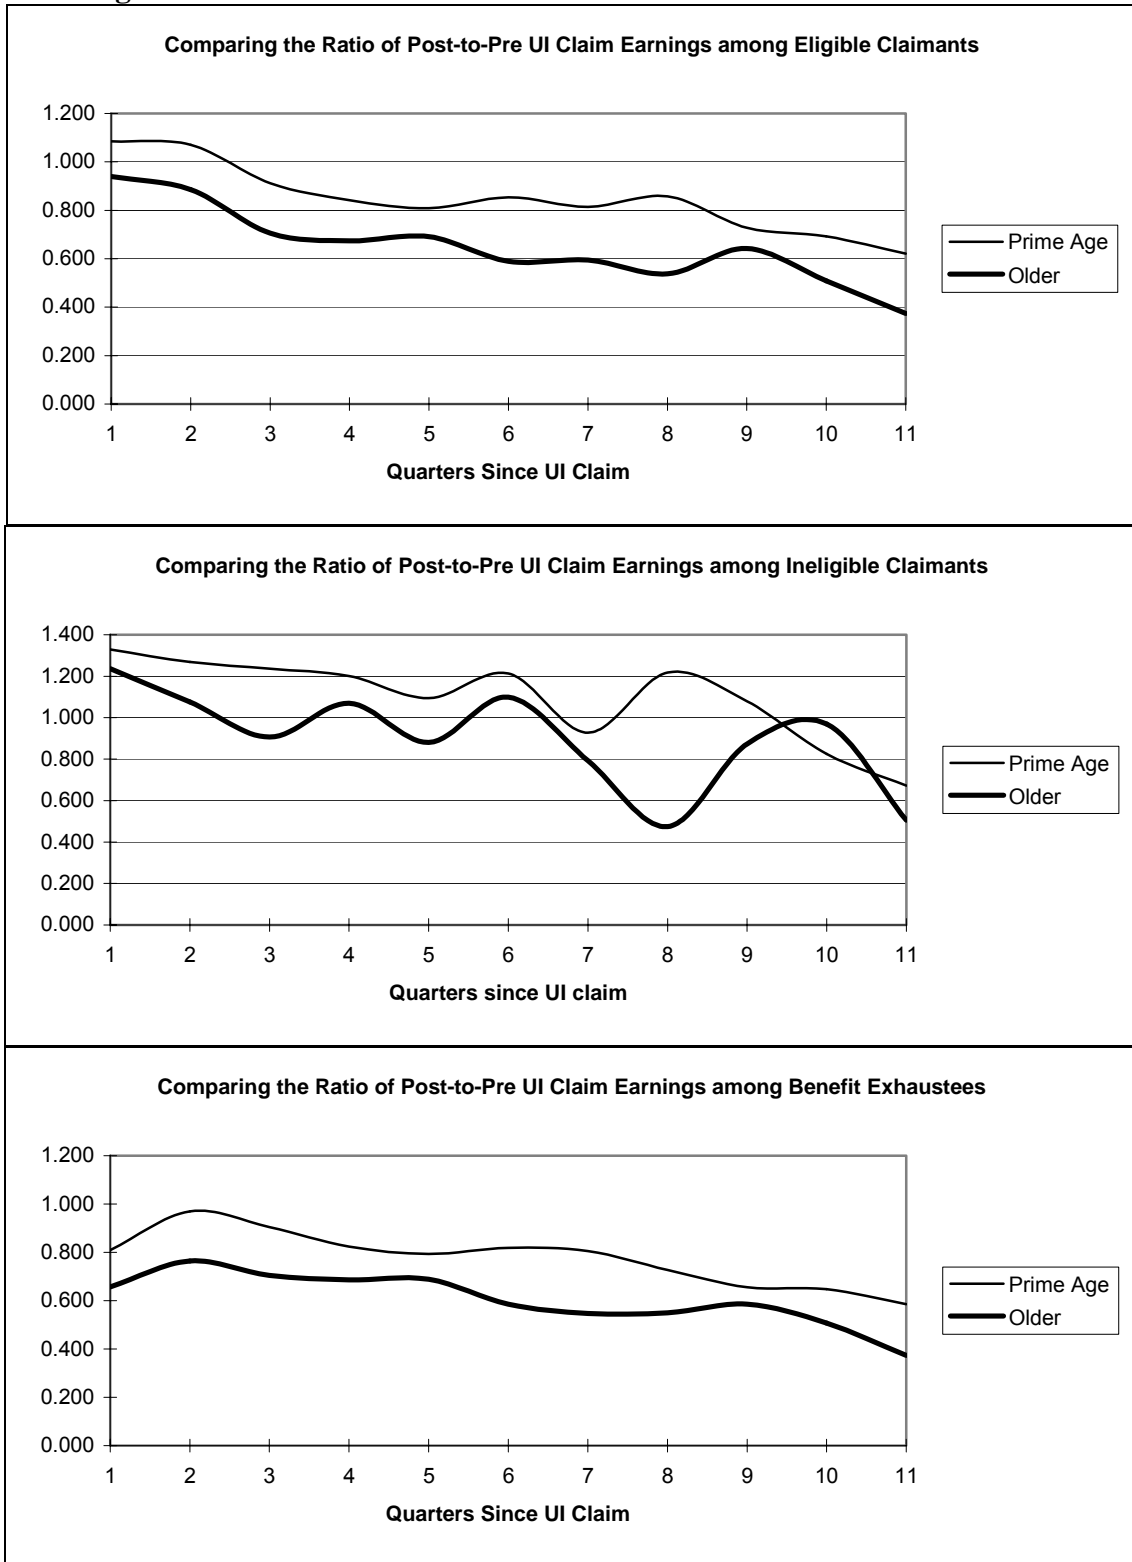 Comparing the Ratio of Post-to-Pre UI Claim Earnings among Eligible Claimants
1.200
1.000
0.800
0.600
0.400
0.200
0.000
1 2 3 4 5 6 7 8 9 10 11
Quarters Since UI Claim
Prime Age
Older
Comparing the Ratio of Post-to-Pre UI Claim Earnings among Ineligible Claimants
1.400
1.200
1.000
0.800
0.600
0.400
0.200
0.000
1 2 3 4 5 6 7 8 9 10 11
Quarters since UI claim
Prime Age
Older
Comparing the Ratio of Post-to-Pre UI Claim Earnings among Benefit Exhaustees
1.200
1.000
0.800
0.600
0.400
0.200
0.000
1 2 3 4 5 6 7 8 9 10 11
Quarters Since UI Claim
Prime Age
Older